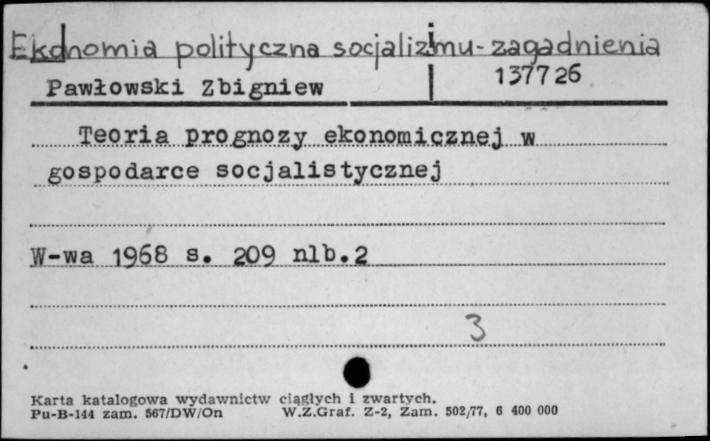 Ekonomia polityczna socjalizmu - zagadnienia
Pawłowski Zbigniew
137726
Teoria prognozy ekonomicznej w
gospodarce socjalistycznej
W-wa 1968 s. 209 nlb.2
3
Karta katalogowa wydawnictw ciągłych i zwartych.
Pu-B-144 zam. 567/DW/On W.Z.Graf. Z-2, Zam. 502/77, 6 400 000